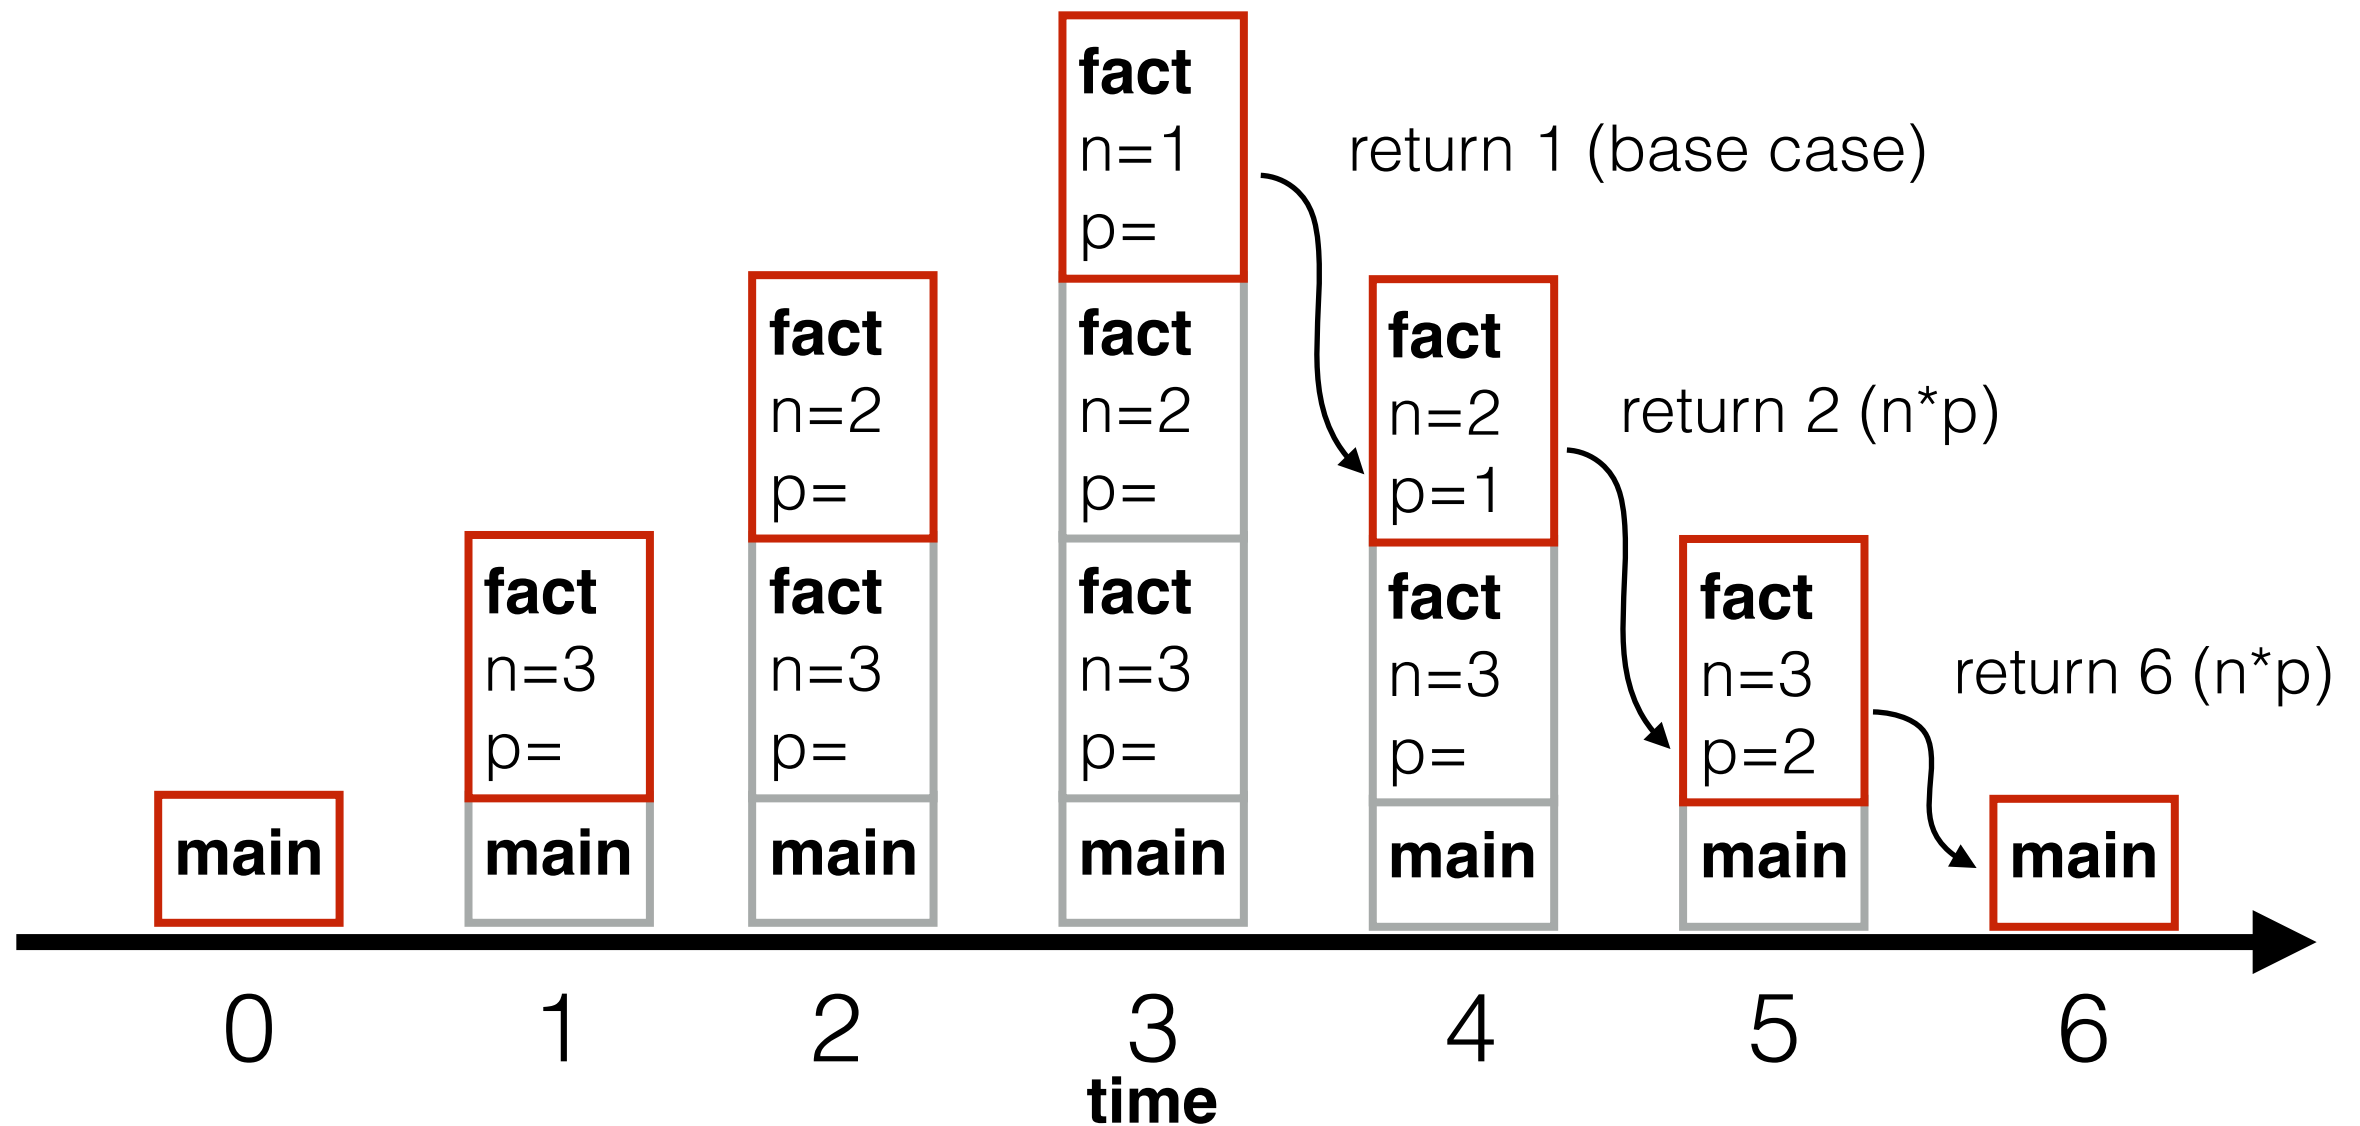 fact
n=1
p=
return 1 (base case)
fact
n=2
p=
fact
n=2
p=
fact
n=2
p=1
return 2 (n*p)
fact
n=3
p=
fact
n=3
p=
fact
n=3
p=
fact
n=3
p=
fact
n=3
p=2
return 6 (n*p)
main
main
main
main
main
main
main
0
1
2
3
4
5
6
time